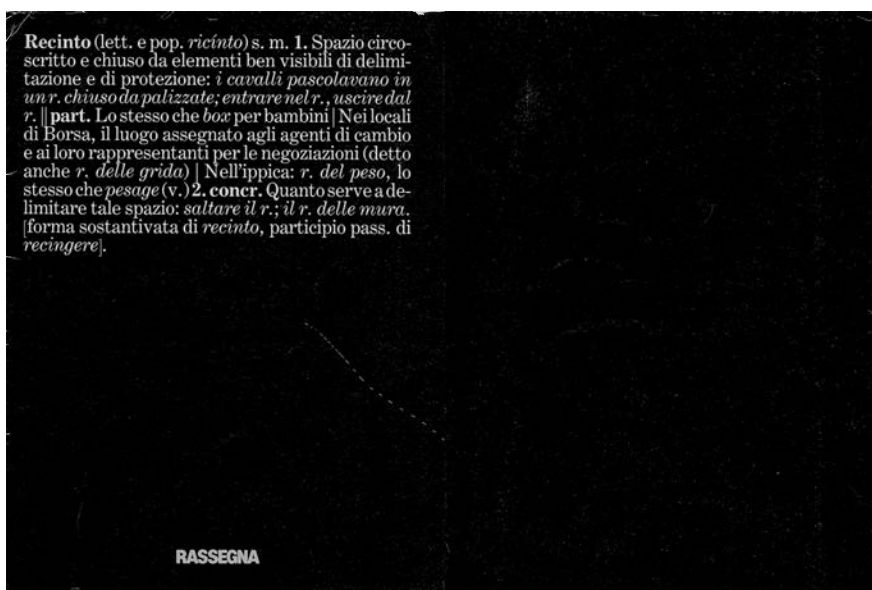 Recinto (lett. e pop. ricínto) s. m. 1. Spazio circo-
scritto e chiuso da elementi ben visibili di delimi-
tazione e di protezione: i cavalli pascolavano in
un r. chiuso da palizzate; entrare nel r., uscire dal
r. || part. Lo stesso che box per bambini | Nei locali
di Borsa, il luogo assegnato agli agenti di cambio
e ai loro rappresentanti per le negoziazioni (detto
anche r. delle grida) | Nell'ippica: r. del peso, lo
stesso che pesage (v.) 2. concr. Quanto serve a de-
limitare tale spazio: saltare il r.; il r. delle mura.
[forma sostantivata di recinto, participio pass. di
recingere].
RASSEGNA